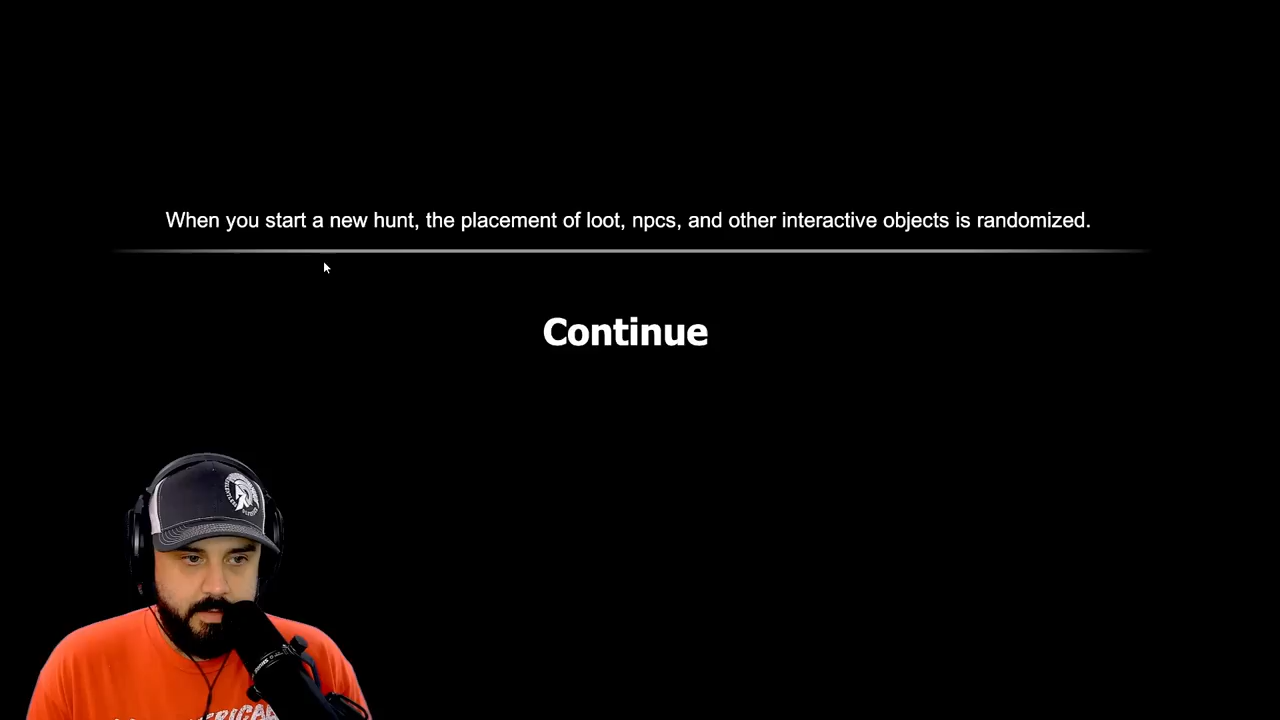 When you start a new hunt, the placement of loot, npcs, and other interactive objects is randomized.
Continue